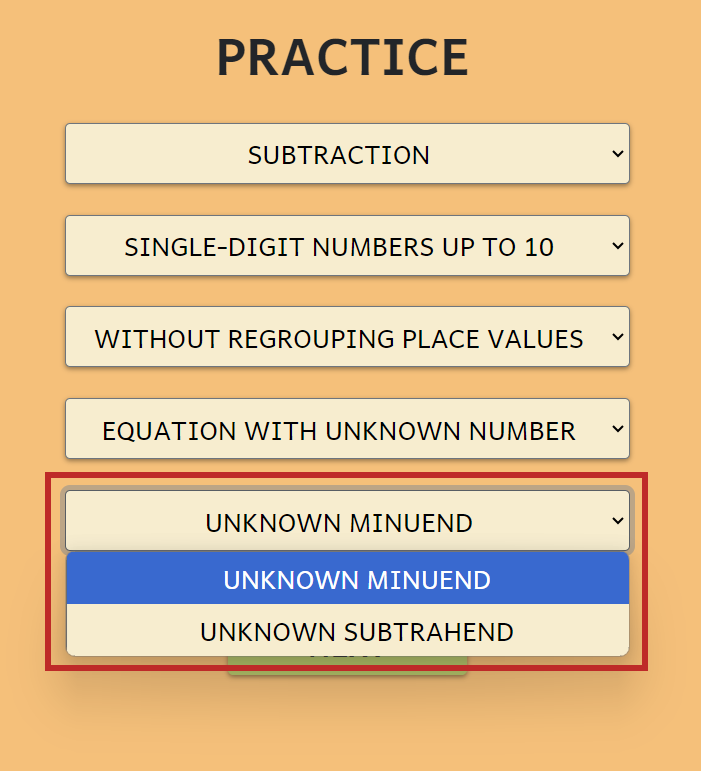 PRACTICE
SUBTRACTION
SINGLE-DIGIT NUMBERS UP TO 10
WITHOUT REGROUPING PLACE VALUES
EQUATION WITH UNKNOWN NUMBER
UNKNOWN MINUEND
UNKNOWN MINUEND
UNKNOWN SUBTRAHEND